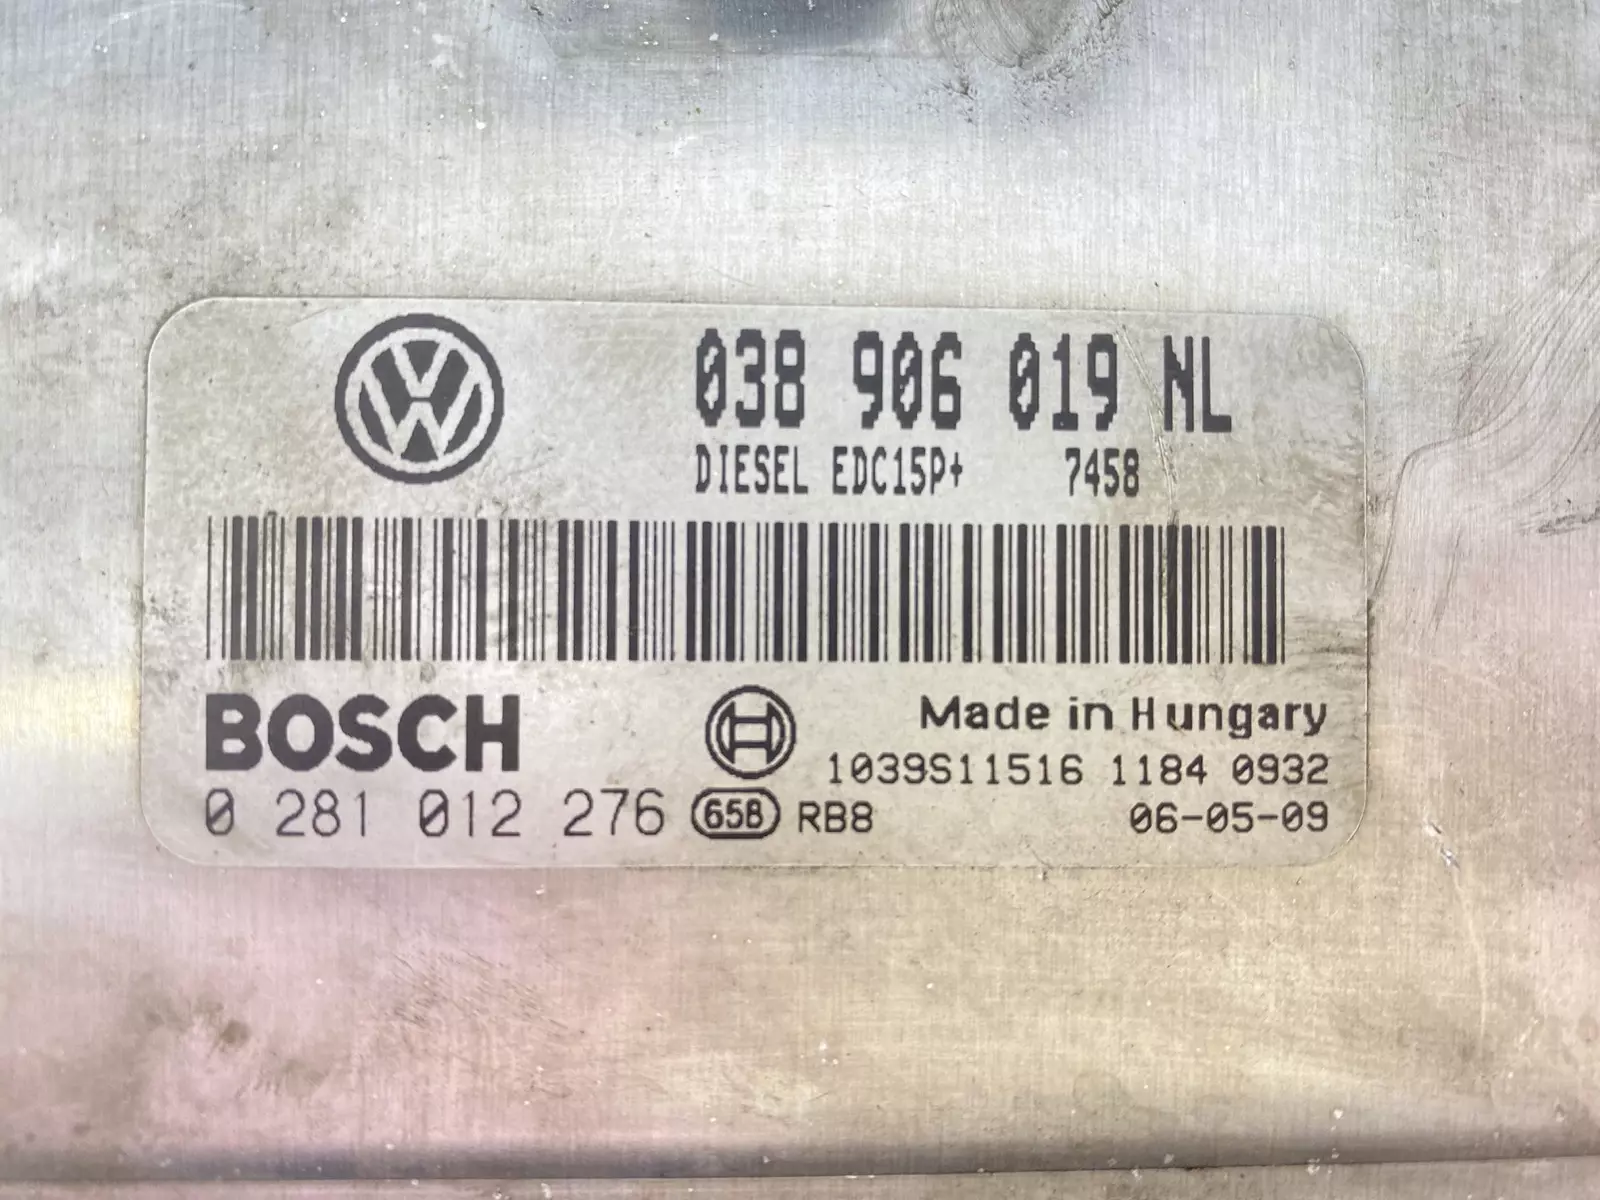 038 906 019 NL
DIESEL EDC15P+ 7458
BOSCH
Made in Hungary
1039S11516 1184 0932
0 281 012 276 65B RB8 06-05-09